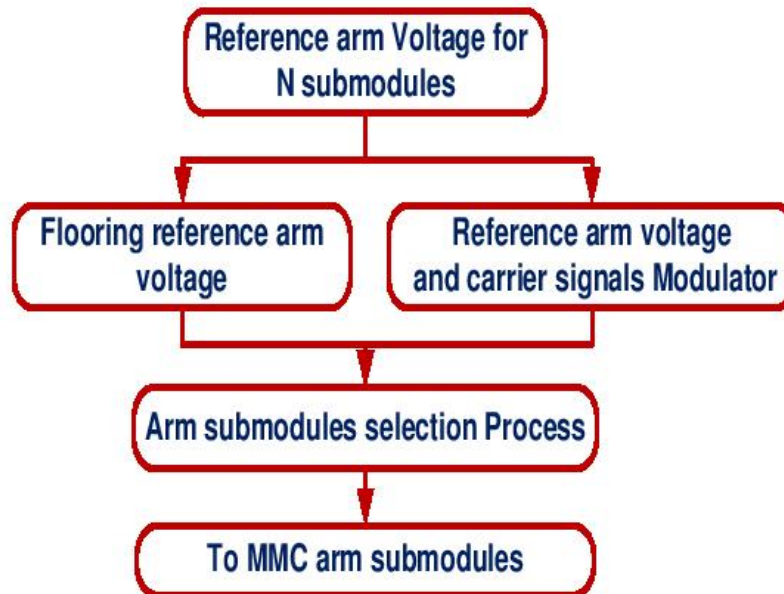 Reference arm Voltage for
N submodules
Flooring reference arm
voltage
Reference arm voltage
and carrier signals Modulator
Arm submodules selection Process
To MMC arm submodules